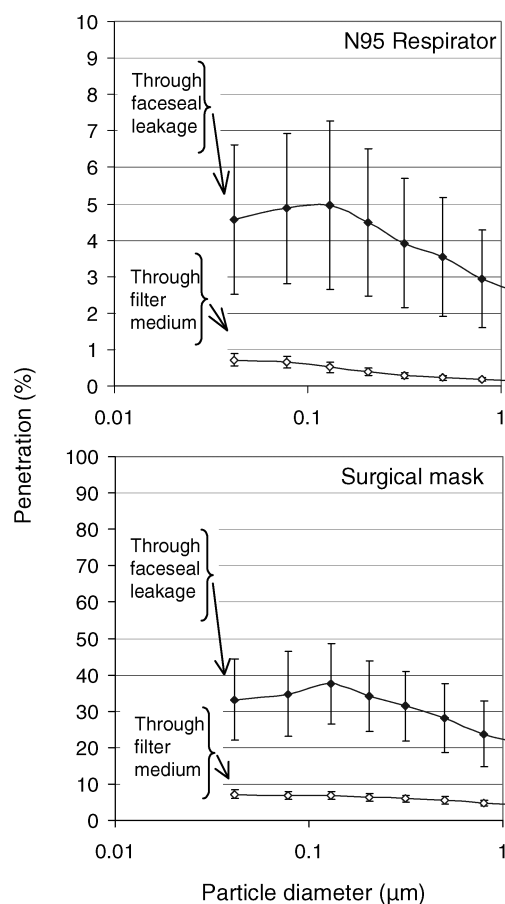 N95 Respirator
10
9
8
7
6
5
4
3
2
1
0
Through
faceseal
leakage
Through
filter
medium
0.01
0.1
1
Penetration (%)
Surgical mask
100
90
80
70
60
50
40
30
20
10
0
Through
faceseal
leakage
Through
filter
medium
0.01
0.1
1
Particle diameter (μm)